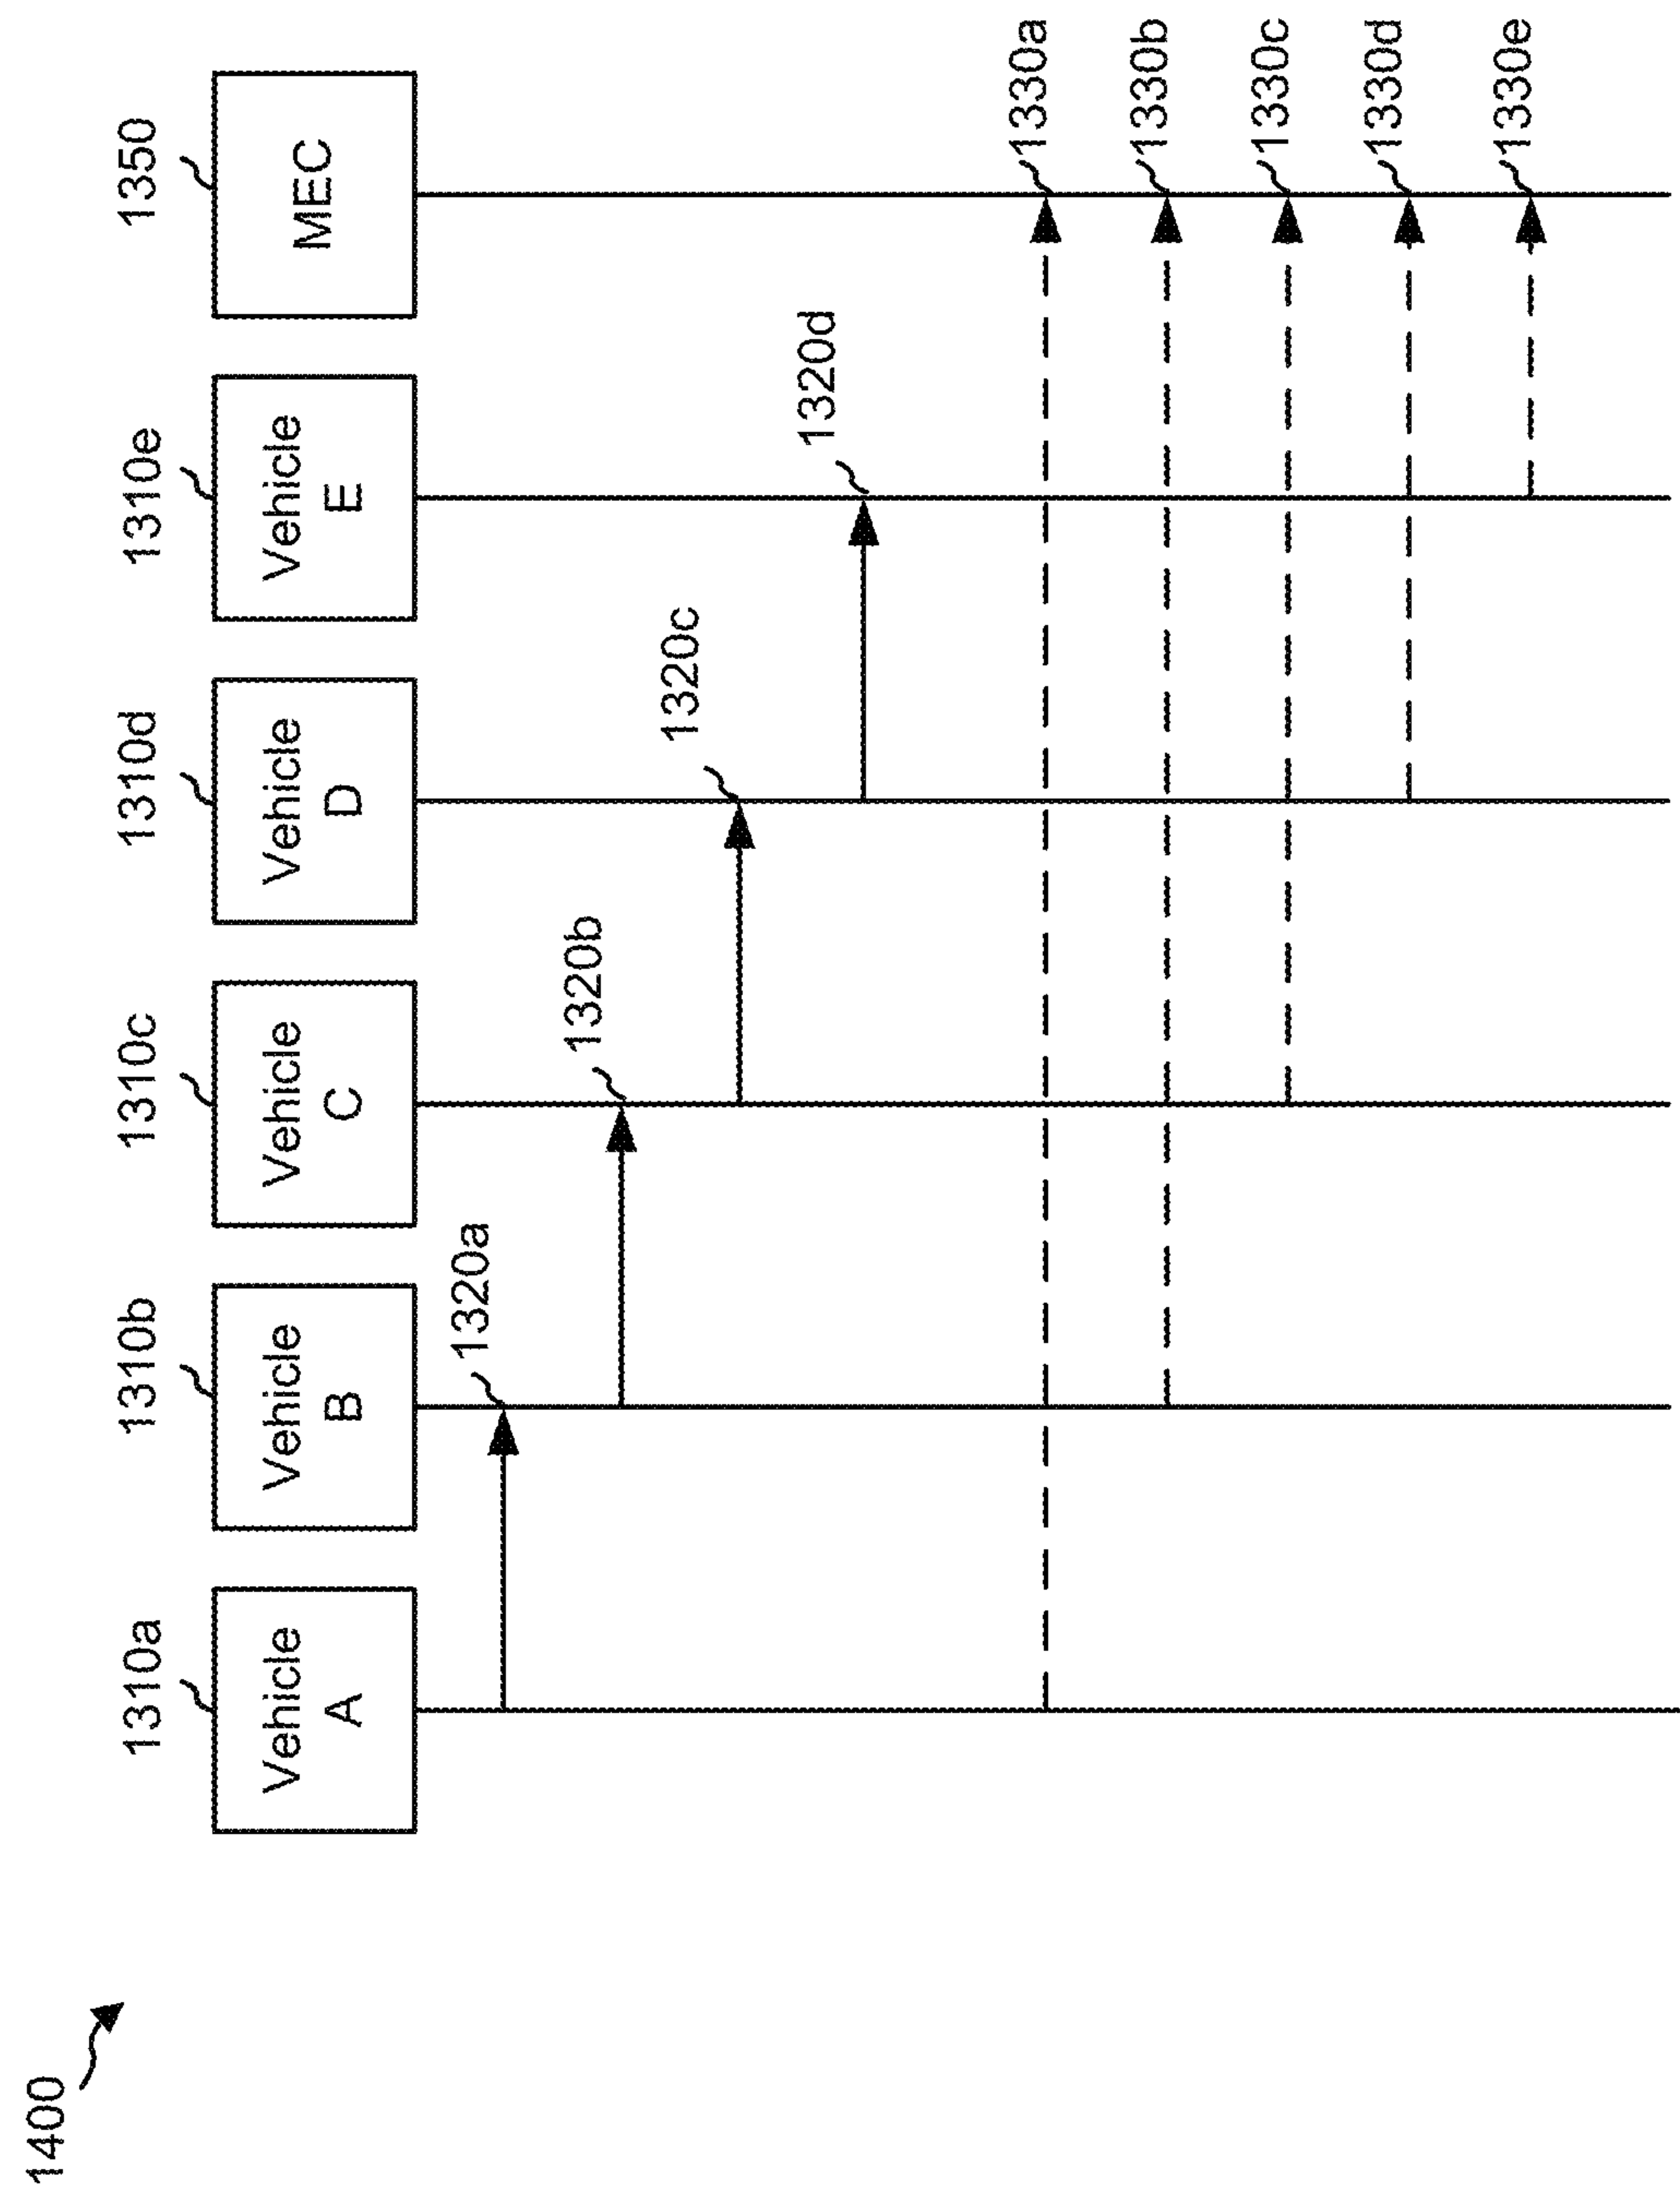 1400
1310a
1310b
1310c
1310d
1310e
1350
Vehicle
A
Vehicle
B
Vehicle
C
Vehicle
D
Vehicle
E
MEC
1320a
1320b
1320c
1320d
1330a
1330b
1330c
1330d
1330e